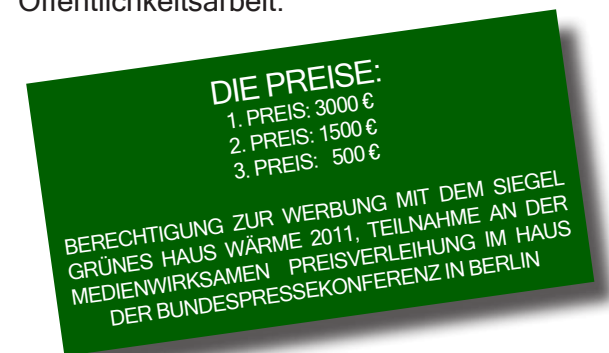 Öffentlichkeitsarbeit.
DIE PREISE:
1. PREIS: 3000 €
2. PREIS: 1500 €
3. PREIS: 500 €
BERECHTIGUNG ZUR WERBUNG MIT DEM SIEGEL
GRÜNES HAUS WÄRME 2011, TEILNAHME AN DER
MEDIENWIRKSAMEN PREISVERLEIHUNG IM HAUS
DER BUNDESPRESSEKONFERENZ IN BERLIN